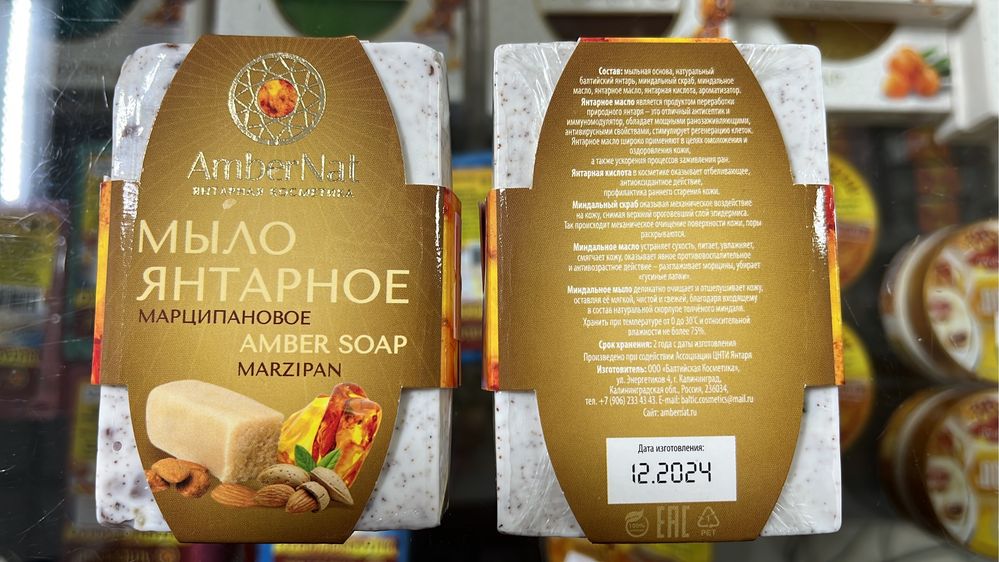 AmberNat
ЯНТАРНАЯ КОСМЕТИКА
МЫЛО
ЯНТАРНОЕ
МАРЦИПАНОВОЕ
AMBER SOAP
MARZIPAN
Состав: мыльная основа, натуральный
балтийский янтарь, миндальный скраб, миндальное
масло, янтарное масло, янтарная кислота, ароматизатор.
Янтарное масло является продуктом переработки
природного янтаря – это отличный антисептик и
иммуномодулятор, обладает мощными ранозаживляющими,
антивирусными свойствами, стимулирует регенерацию клеток.
Янтарное масло широко применяют в целях омоложения и
оздоровления кожи,
а также ускорения процессов заживления ран.
Янтарная кислота в косметике оказывает отбеливающее,
антиоксидантное действие,
профилактика раннего старения кожи.
Миндальный скраб оказывая механическое воздействие
на кожу, снимая верхний ороговевший слой эпидермиса.
Так происходит механическое очищение поверхности кожи, поры
раскрываются.
Миндальное масло устраняет сухость, питает, увлажняет,
смягчает кожу, оказывает явное противовоспалительное
и антивозрастное действие – разглаживает морщины, убирает
«гусиные лапки».
Миндальное мыло деликатно очищает и отшелушивает кожу,
оставляя её мягкой, чистой и свежей, благодаря входящему
в состав натуральной скорлупе толчёного миндаля.
Хранить при температуре от 0 до 30°С и относительной
влажности не более 75%.
Срок хранения: 2 года с даты изготовления
Произведено при содействии Ассоциации ЦНТИ Янтаря
Изготовитель: ООО «Балтийская Косметика»,
ул. Энергетиков 4, г. Калининград,
Калининградская обл., Россия, 236034,
тел. +7 (906) 233 43 43. E-mail: baltic.cosmetics@mail.ru
Сайт: ambernat.ru
Дата изготовления:
12.2024
100%
EAC
PET